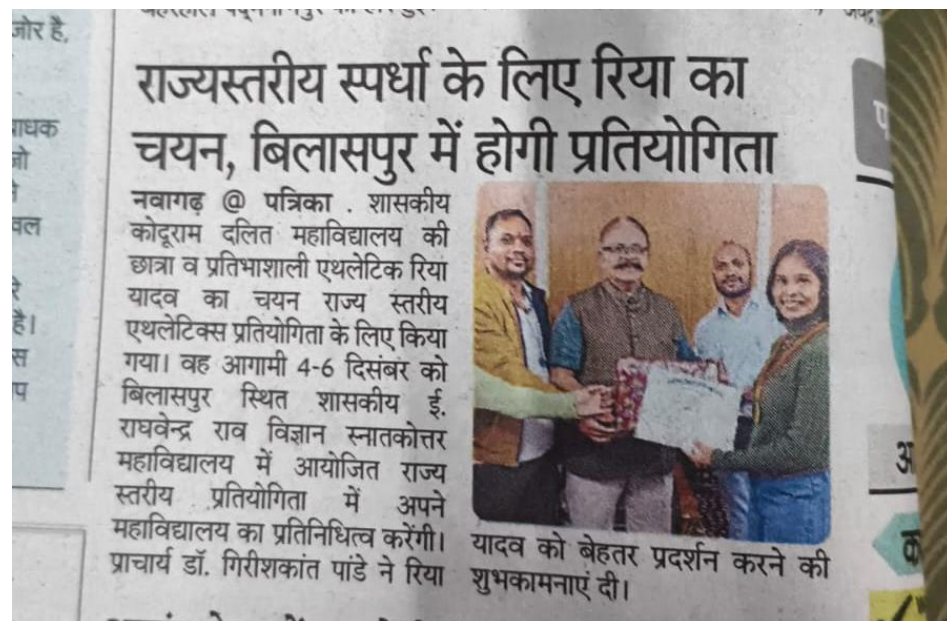 जोर है,
राज्यस्तरीय स्पर्धा के लिए रिया का
चयन, बिलासपुर में होगी प्रतियोगिता
नवागढ़ @ पत्रिका . शासकीय
कोदूराम दलित महाविद्यालय की
छात्रा व प्रतिभाशाली एथलेटिक रिया
यादव का चयन राज्य स्तरीय
एथलेटिक्स प्रतियोगिता के लिए किया
गया। वह आगामी 4-6 दिसंबर को
बिलासपुर स्थित शासकीय ई.
राघवेन्द्र राव विज्ञान स्नातकोत्तर
महाविद्यालय में आयोजित राज्य
स्तरीय प्रतियोगिता में अपने
महाविद्यालय का प्रतिनिधित्व करेंगी।
प्राचार्य डॉ. गिरीशकांत पांडे ने रिया
यादव को बेहतर प्रदर्शन करने की
शुभकामनाएं दी।